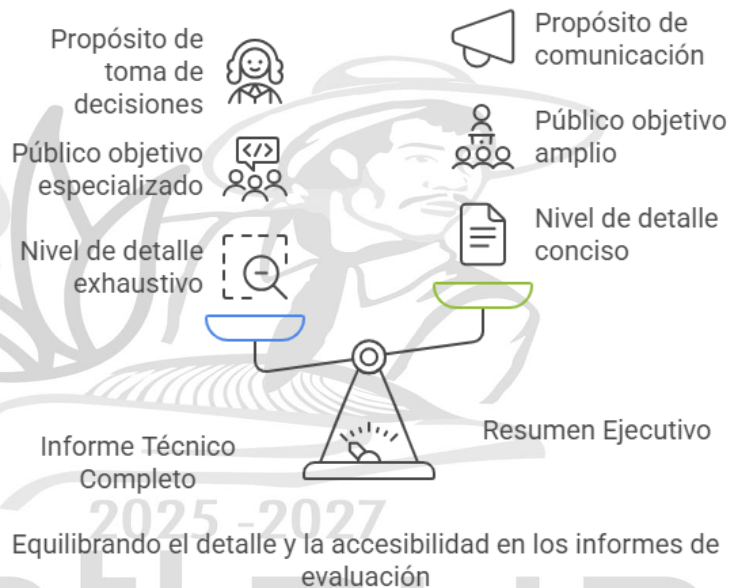 Propósito de
toma de
decisiones
Público objetivo
especializado
</>
Nivel de detalle
exhaustivo
Propósito de
comunicación
Público objetivo
amplio
Nivel de detalle
conciso
Informe Técnico
Completo
Resumen Ejecutivo
2025 -2027
Equilibrando el detalle y la accesibilidad en los informes de
evaluación